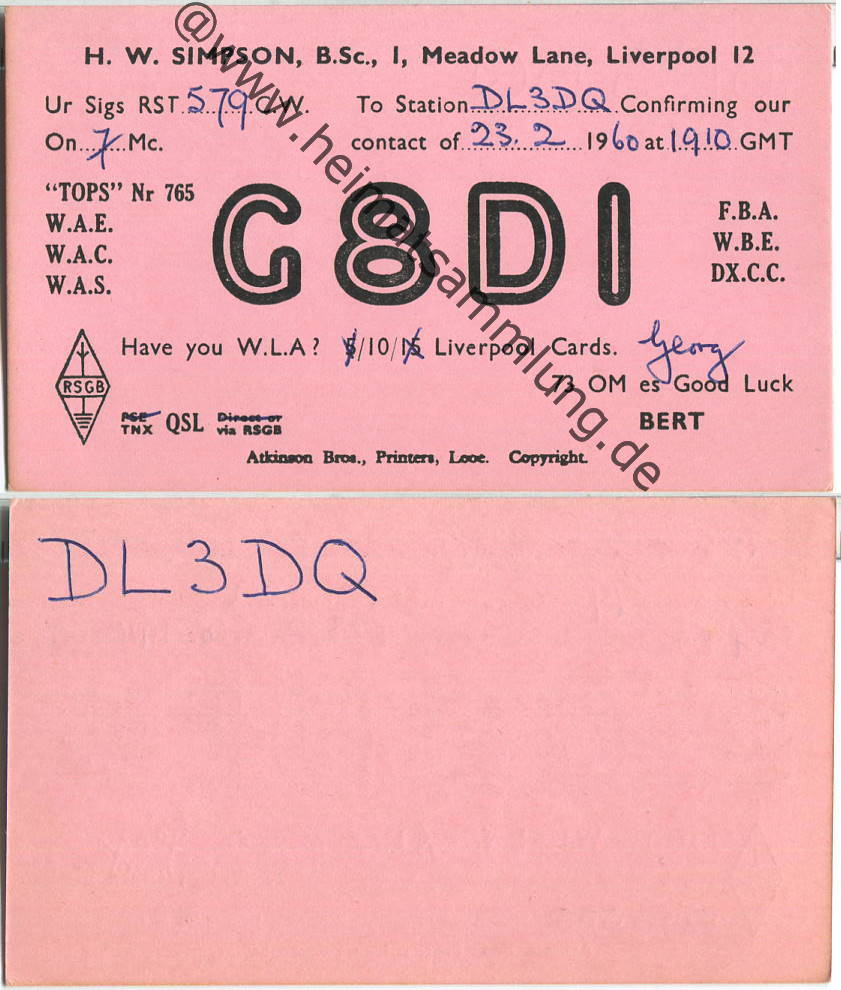 H. W. SIMPSON, B.Sc., 1, Meadow Lane, Liverpool 12
Ur Sigs RST 579 C.W. To Station DL3DQ Confirming our
On 7 Mc. contact of 23.2 1960 at 1910 GMT
"TOPS" Nr 765
W.A.E.
W.A.C.
W.A.S.
G8DI
F.B.A.
W.B.E.
DX.C.C.
Have you W.L.A? 5/10/15 Liverpool Cards. Georg
RSGB
73 OM es Good Luck
PSE TNX QSL Direct or via RSGB
BERT
Atkinson Bros., Printers, Looe. Copyright.
@www.heimatsammlung.de
DL3DQ